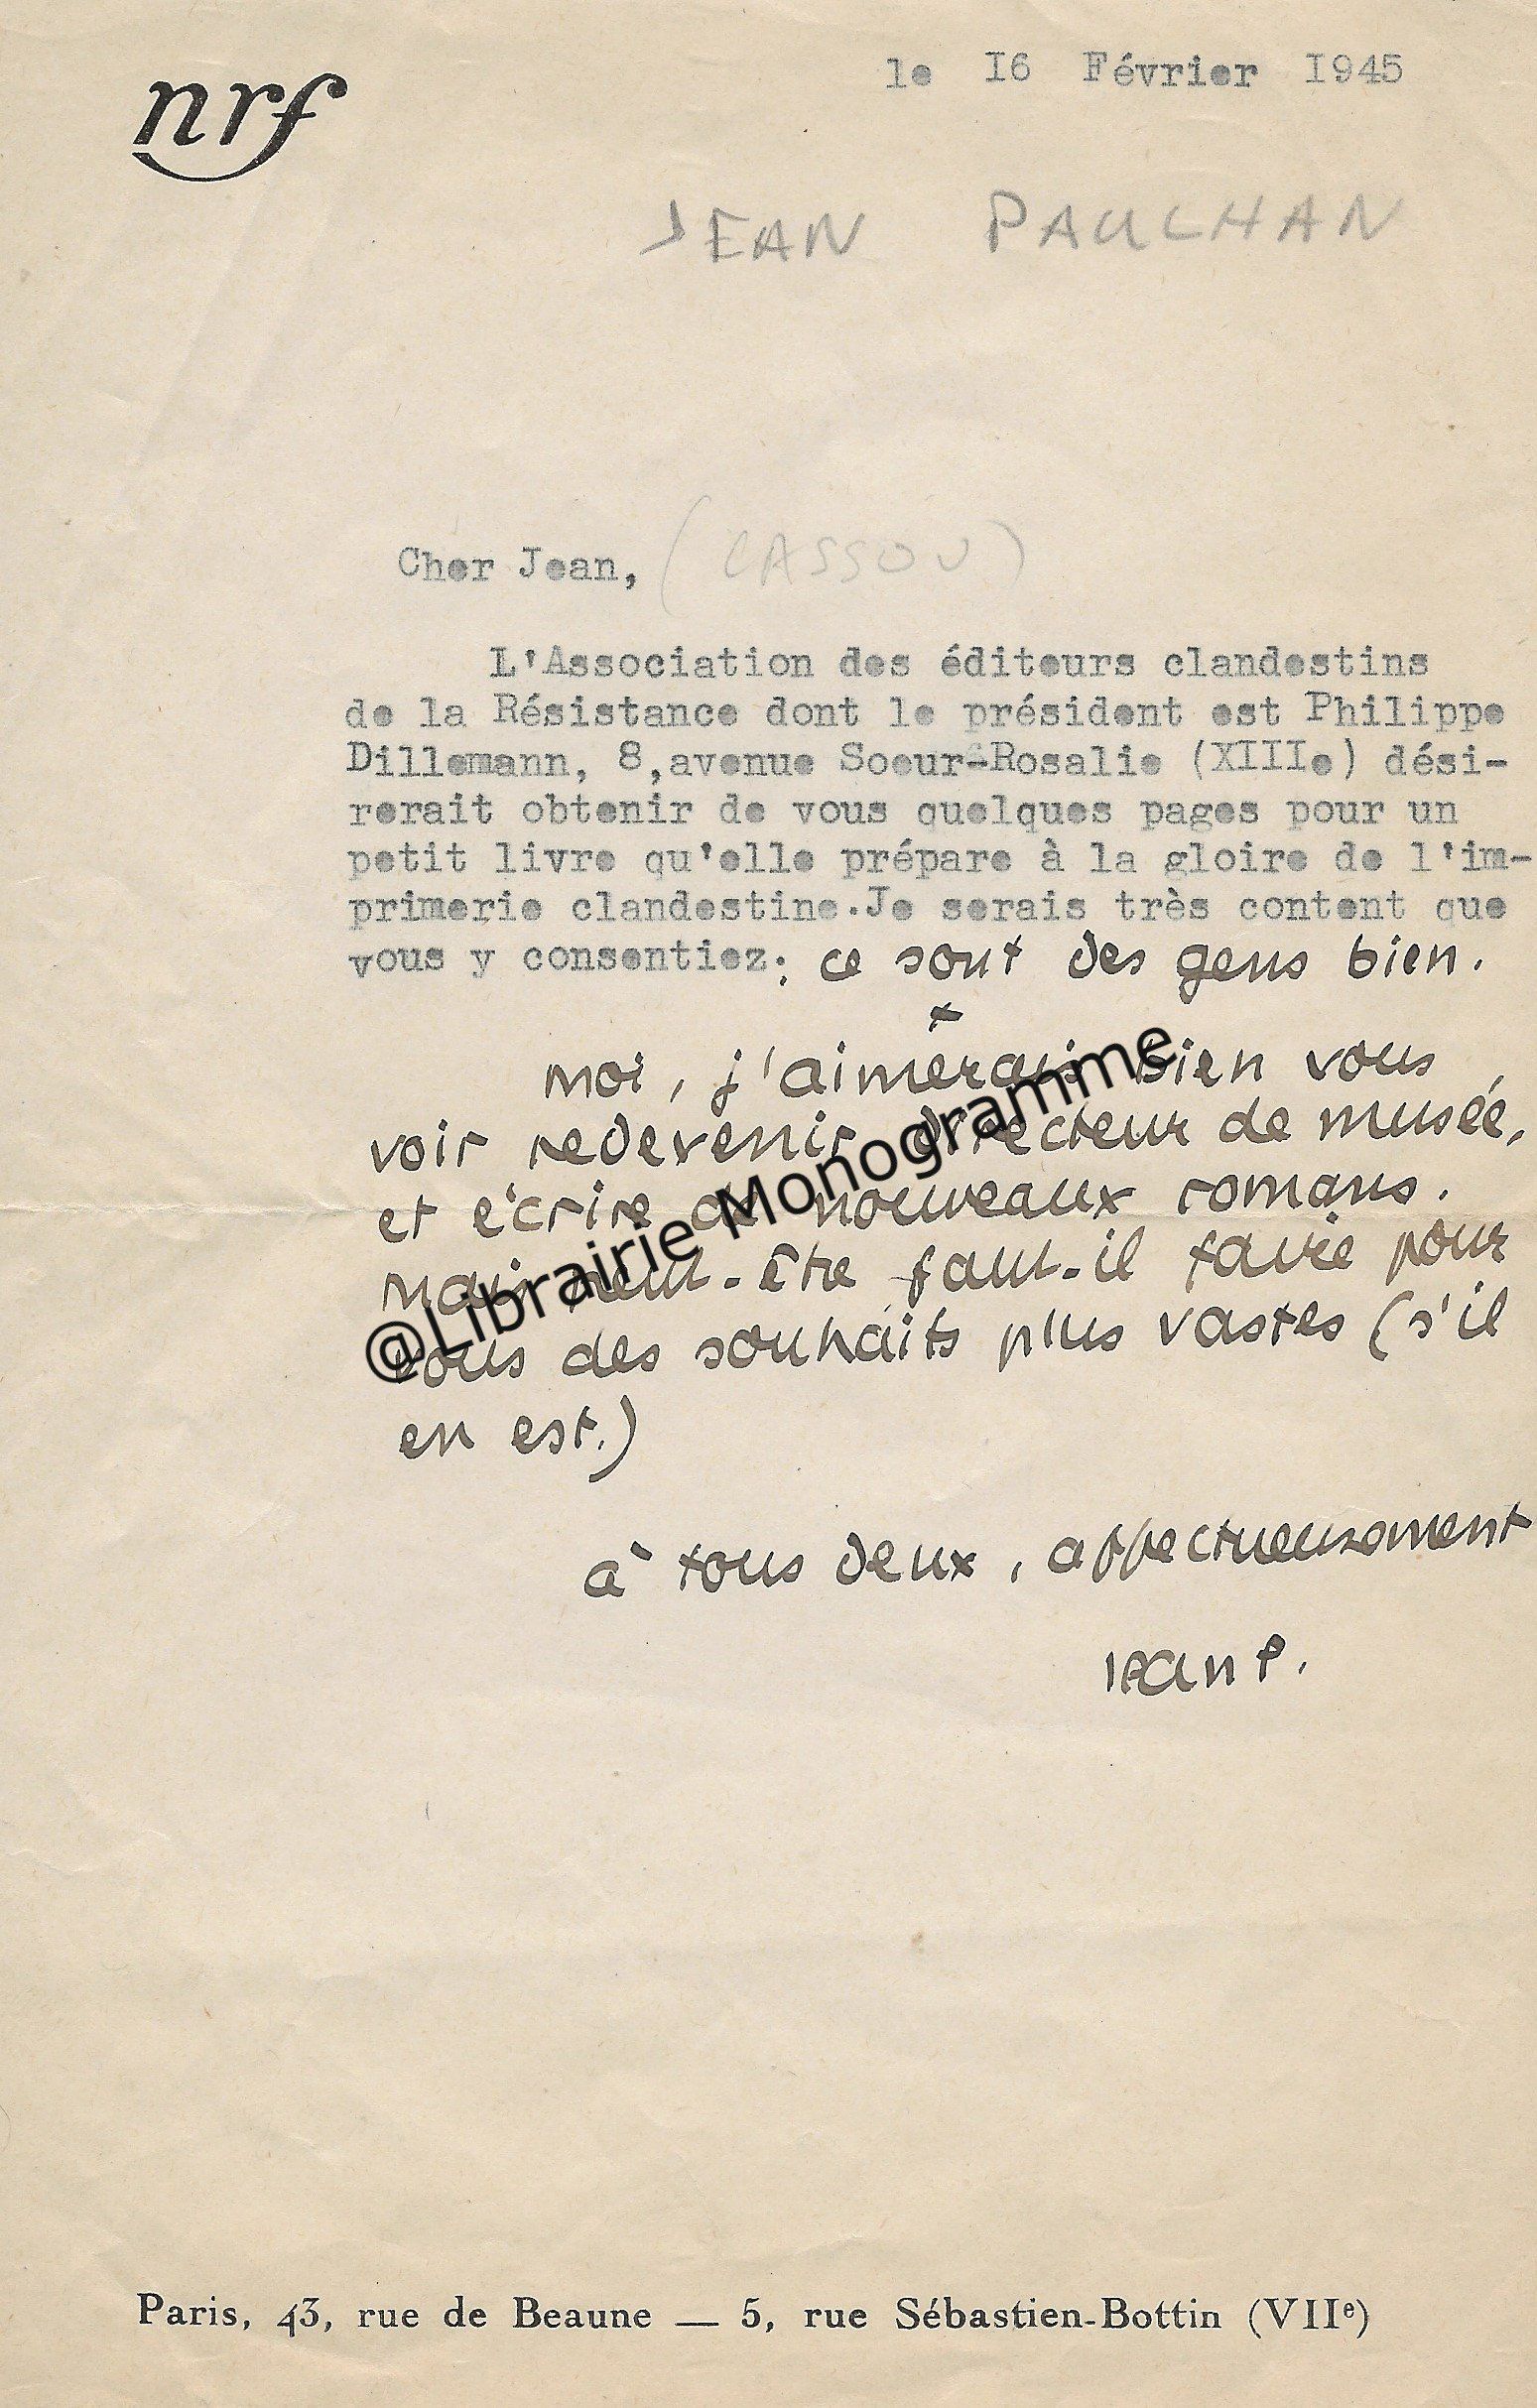 nrf
le 16 Février 1945
JEAN PAULHAN
Cher Jean, (CASSOU)
L'Association des éditeurs clandestins
de la Résistance dont le président est Philippe
Dillemann, 8,avenue Soeur-Rosalie (XIIIe) dési-
rerait obtenir de vous quelques pages pour un
petit livre qu'elle prépare à la gloire de l'im-
primerie clandestine.Je serais très content que
vous y consentiez; ce sont des gens bien.
x
Moi, j'aimerais bien vous
voir redevenir directeur de musée,
et écrire de nouveaux romans.
Mais peut-être faut-il faire pour
vous des souhaits plus vastes (s'il
en est.)
@Librairie Monogramme
à tous deux, affectueusement
Jean P.
Paris, 43, rue de Beaune — 5, rue Sébastien-Bottin (VIIe)